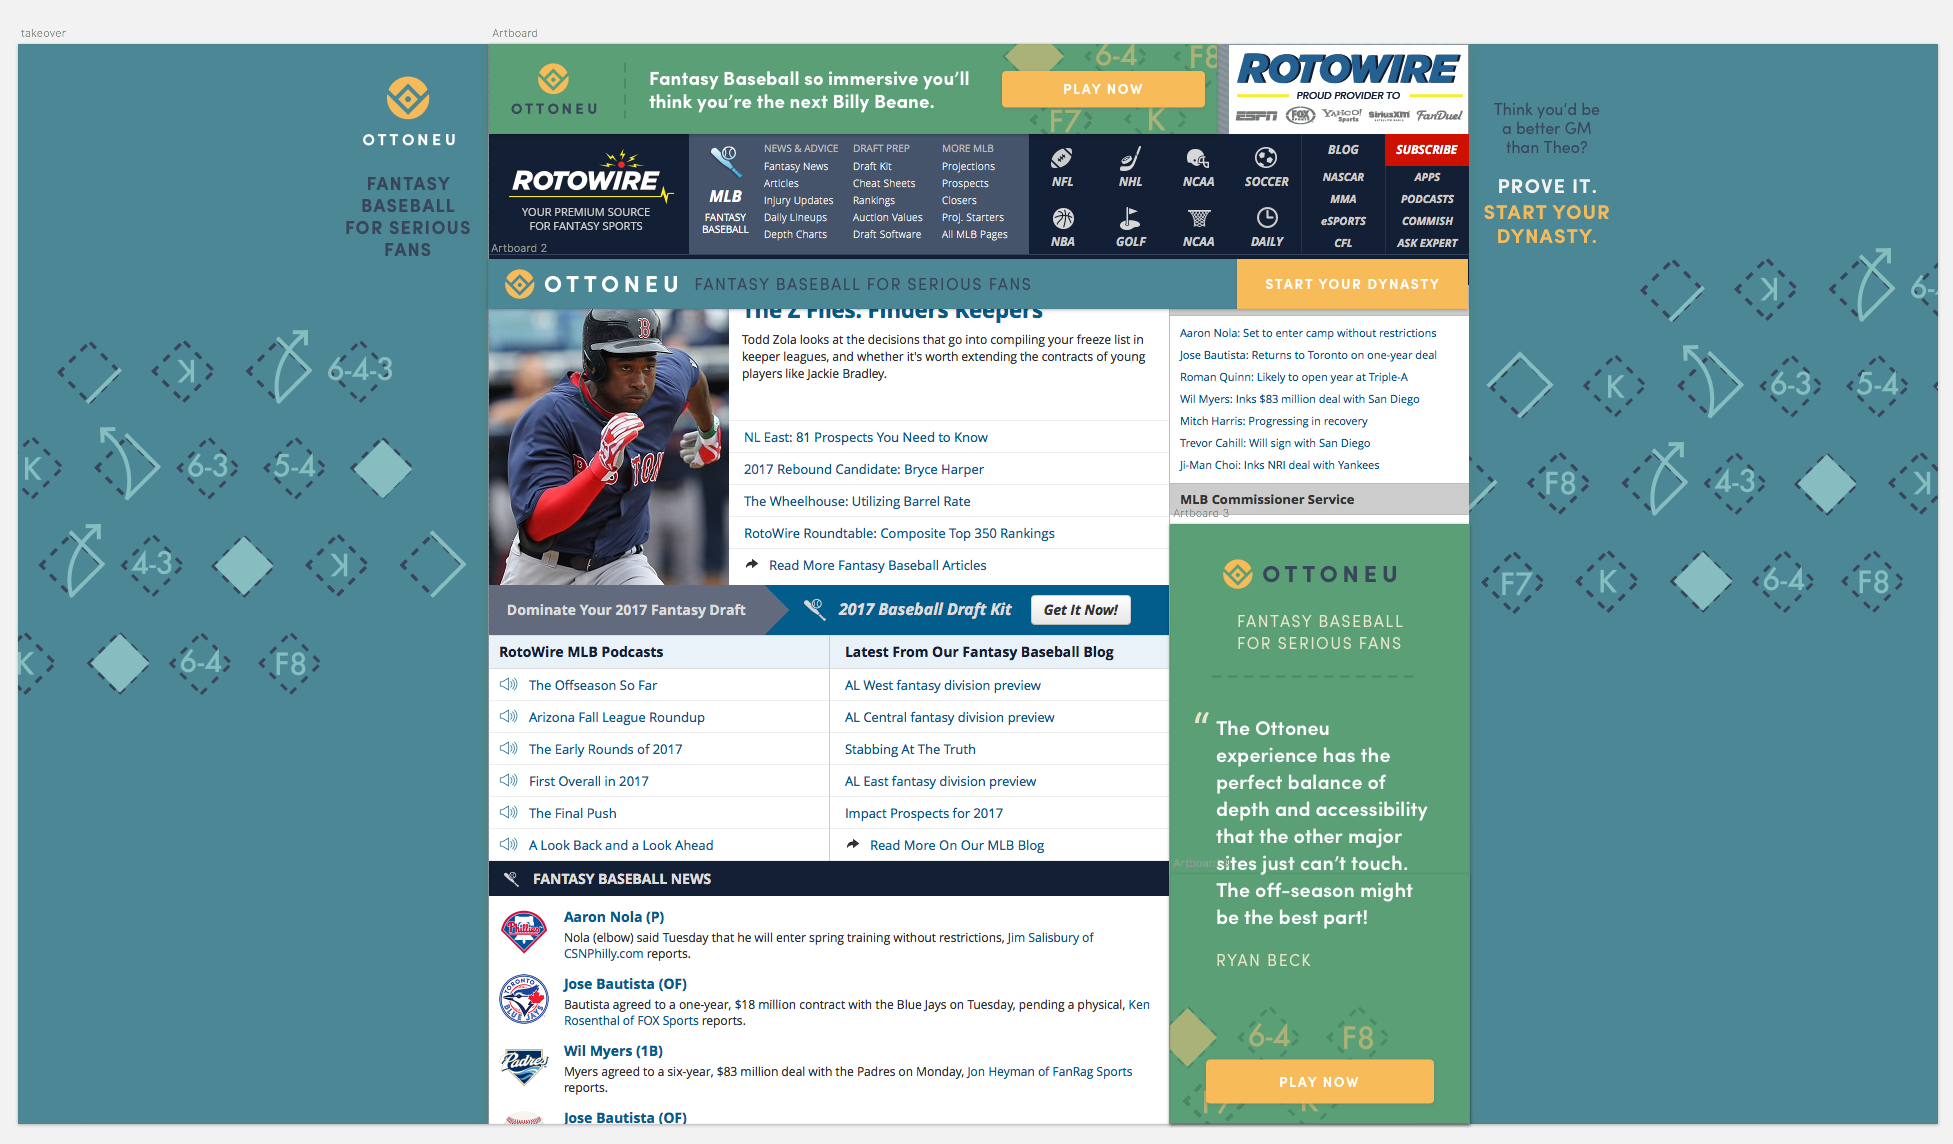 takeover
Artboard
OTTONEU
FANTASY
BASEBALL
FOR SERIOUS
FANS
6-4-3
K
K
6-3
5-4
4-3
K
K
6-4
F8
OTTONEU
Fantasy Baseball so immersive you'll
think you're the next Billy Beane.
6-4
F8
F7
K
PLAY NOW
ROTOWIRE
PROUD PROVIDER TO
ESPN FOX SPORTS YAHOO! Sports SiriusXM FanDuel
ROTOWIRE
YOUR PREMIUM SOURCE
FOR FANTASY SPORTS
Artboard 2
MLB
FANTASY
BASEBALL
NEWS & ADVICE
Fantasy News
Articles
Injury Updates
Daily Lineups
Depth Charts
DRAFT PREP
Draft Kit
Cheat Sheets
Rankings
Auction Values
Draft Software
MORE MLB
Projections
Prospects
Closers
Proj. Starters
All MLB Pages
NFL
NHL
NCAA
SOCCER
NBA
GOLF
NCAA
DAILY
BLOG
NASCAR
MMA
eSPORTS
CFL
SUBSCRIBE
APPS
PODCASTS
COMMISH
ASK EXPERT
OTTONEU FANTASY BASEBALL FOR SERIOUS FANS
START YOUR DYNASTY
The Z Files: Finders Keepers
Todd Zola looks at the decisions that go into compiling your freeze list in
keeper leagues, and whether it's worth extending the contracts of young
players like Jackie Bradley.
NL East: 81 Prospects You Need to Know
2017 Rebound Candidate: Bryce Harper
The Wheelhouse: Utilizing Barrel Rate
RotoWire Roundtable: Composite Top 350 Rankings
Read More Fantasy Baseball Articles
Aaron Nola: Set to enter camp without restrictions
Jose Bautista: Returns to Toronto on one-year deal
Roman Quinn: Likely to open year at Triple-A
Wil Myers: Inks $83 million deal with San Diego
Mitch Harris: Progressing in recovery
Trevor Cahill: Will sign with San Diego
Ji-Man Choi: Inks NRI deal with Yankees
MLB Commissioner Service
Artboard 3
Dominate Your 2017 Fantasy Draft
2017 Baseball Draft Kit
Get It Now!
RotoWire MLB Podcasts
The Offseason So Far
Arizona Fall League Roundup
The Early Rounds of 2017
First Overall in 2017
The Final Push
A Look Back and a Look Ahead
Latest From Our Fantasy Baseball Blog
AL West fantasy division preview
AL Central fantasy division preview
Stabbing At The Truth
AL East fantasy division preview
Impact Prospects for 2017
Read More On Our MLB Blog
FANTASY BASEBALL NEWS
Phillies
Aaron Nola (P)
Nola (elbow) said Tuesday that he will enter spring training without restrictions, Jim Salisbury of
CSNPhilly.com reports.
TORONTO
BLUE JAYS
Jose Bautista (OF)
Bautista agreed to a one-year, $18 million contract with the Blue Jays on Tuesday, pending a physical, Ken
Rosenthal of FOX Sports reports.
Padres
Wil Myers (1B)
Myers agreed to a six-year, $83 million deal with the Padres on Monday, Jon Heyman of FanRag Sports
reports.
Jose Bautista (OF)
OTTONEU
FANTASY BASEBALL
FOR SERIOUS FANS
“ The Ottoneu
experience has the
perfect balance of
depth and accessibility
that the other major
Artboard
sites just can't touch.
The off-season might
be the best part!
RYAN BECK
6-4
F8
F7
K
PLAY NOW
Think you'd be
a better GM
than Theo?
PROVE IT.
START YOUR
DYNASTY.
K
6-
K
6-3
5-4
F8
4-3
K
F7
K
6-4
F8